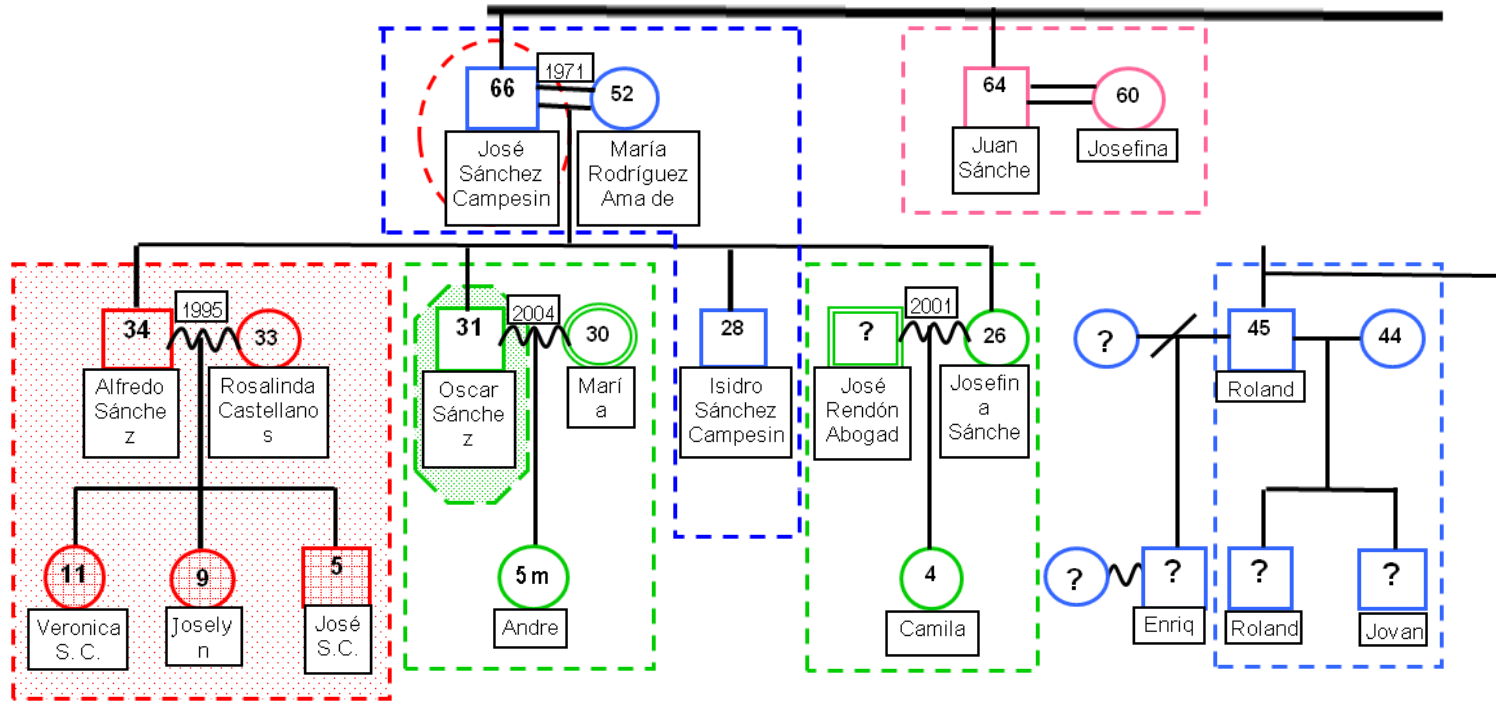 1971
66
52
64
60
José
Sánchez
Campesin
María
Rodríguez
Ama de
Juan
Sánche
Josefina
1995
34
33
Alfredo
Sánche
z
Rosalinda
Castellano
s
2004
31
30
Oscar
Sánche
z
Marí
a
28
Isidro
Sánchez
Campesin
2001
?
26
José
Rendón
Abogad
Josefin
a
Sánche
?
45
44
Roland
11
9
5
Veronica
S. C.
Josely
n
José
S.C.
5 m
Andre
4
Camila
?
?
Enriq
?
?
Roland
Jovan